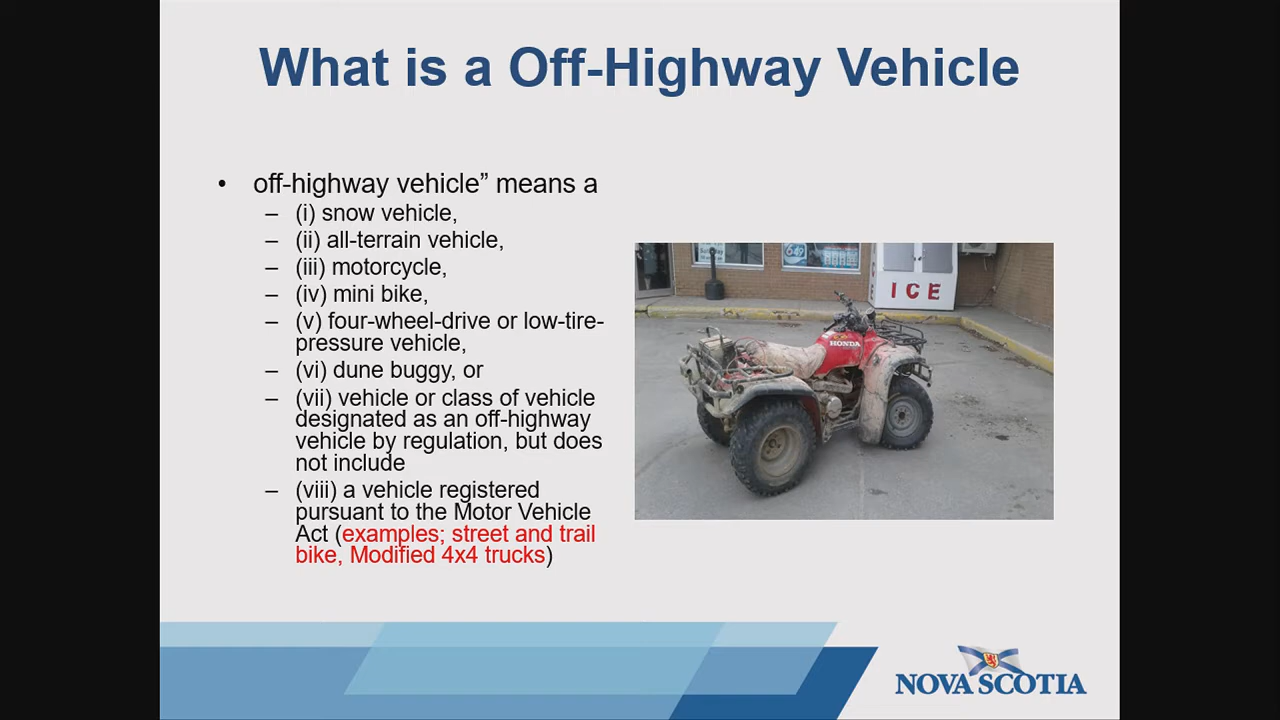 What is a Off-Highway Vehicle
• off-highway vehicle” means a
– (i) snow vehicle,
– (ii) all-terrain vehicle,
– (iii) motorcycle,
– (iv) mini bike,
– (v) four-wheel-drive or low-tire-
pressure vehicle,
– (vi) dune buggy, or
– (vii) vehicle or class of vehicle
designated as an off-highway
vehicle by regulation, but does
not include
– (viii) a vehicle registered
pursuant to the Motor Vehicle
Act (examples; street and trail
bike, Modified 4x4 trucks)
649
ICE
HONDA
NOVA SCOTIA